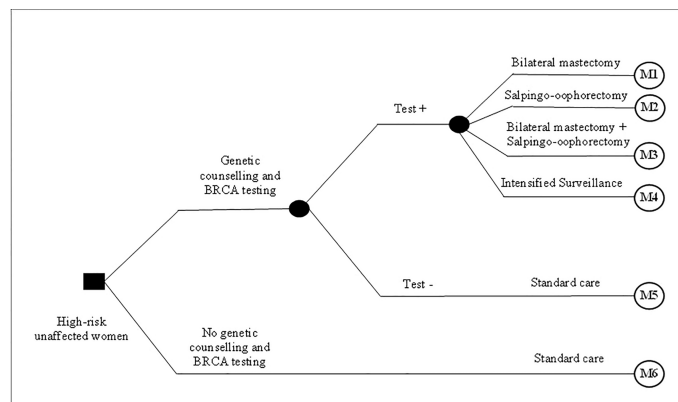 Bilateral mastectomy
M1
Salpingo-oophorectomy
M2
Test +
Bilateral mastectomy +
Salpingo-oophorectomy
M3
Genetic
counselling and
BRCA testing
Intensified Surveillance
M4
Test -
Standard care
M5
High-risk
unaffected women
No genetic
counselling and
BRCA testing
Standard care
M6